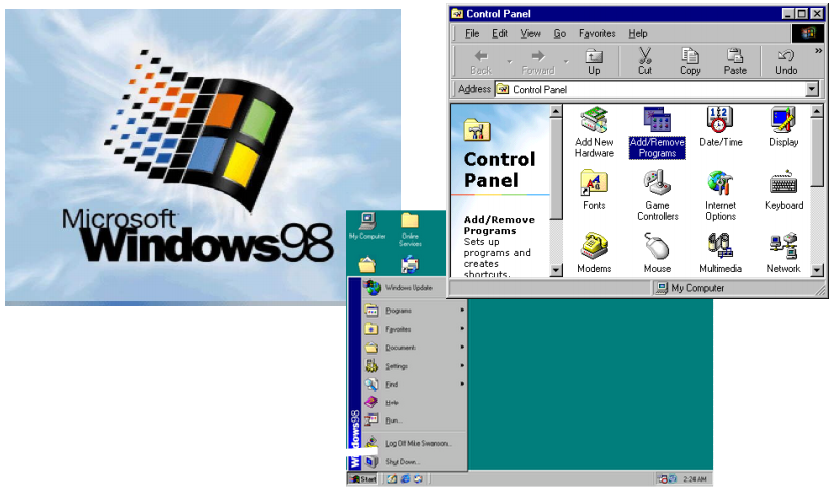 Microsoft
Windows98
Control Panel
File Edit View Go Favorites Help
Back Forward Up Cut Copy Paste Undo »
Address Control Panel
Control
Panel
Add/Remove
Programs
Sets up
programs and
creates
shortcuts.
Add New
Hardware
Add/Remove
Programs
Date/Time
Display
Fonts
Game
Controllers
Internet
Options
Keyboard
Modems
Mouse
Multimedia
Network
My Computer
My Computer
Online
Services
Windows Update
Programs
Favorites
Document
Settings
Find
Help
Run...
Log Off Mike Swanson...
Shut Down...
Start
2:28 AM